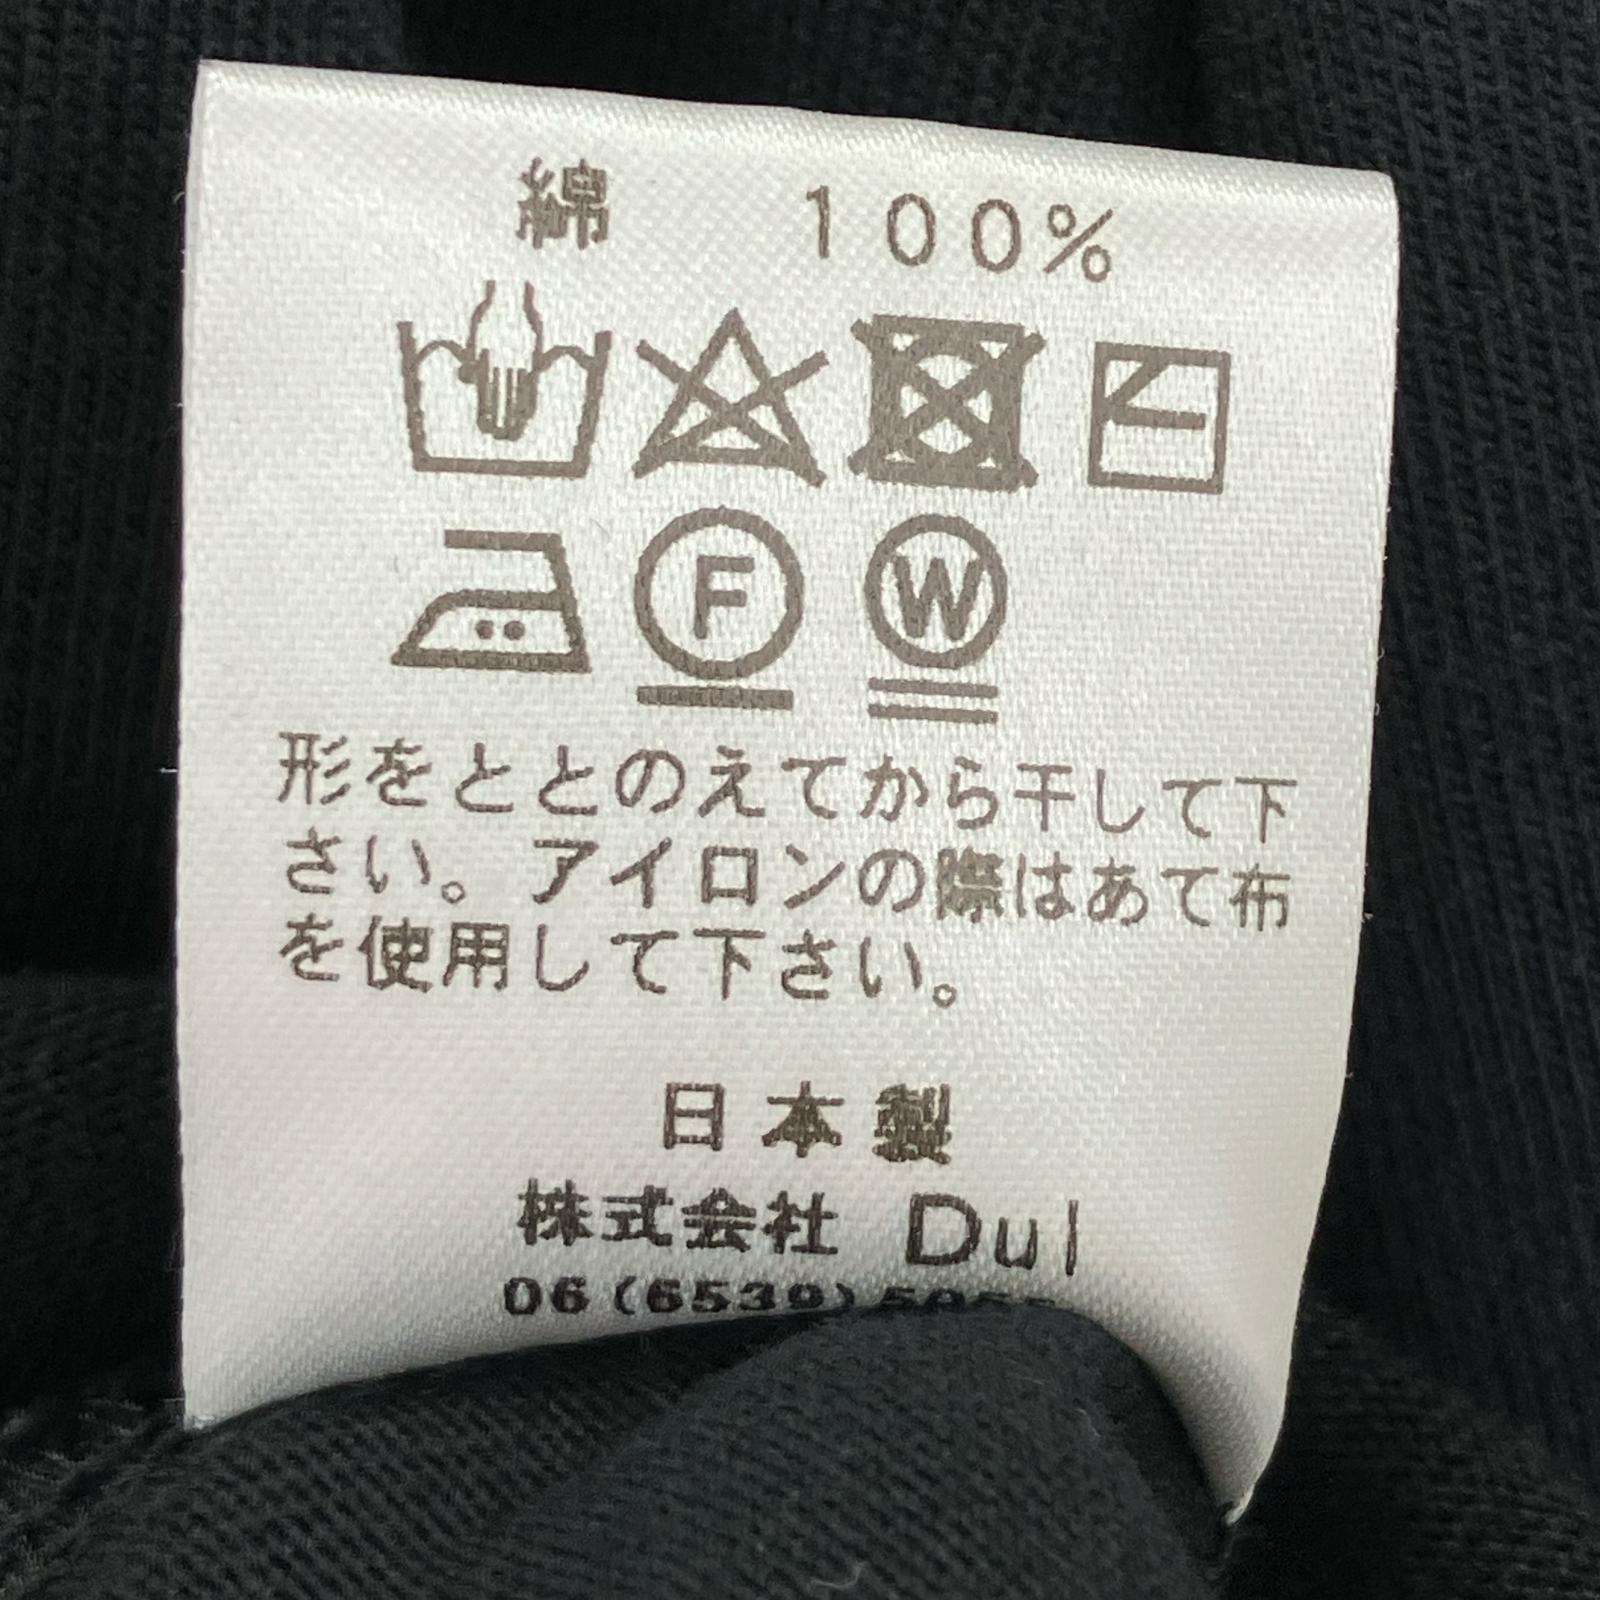 綿 100%
F W
形をととのえてから干して下
さい。アイロンの際はあて布
を使用して下さい。
日本製
株式会社 Dul
06(6539)